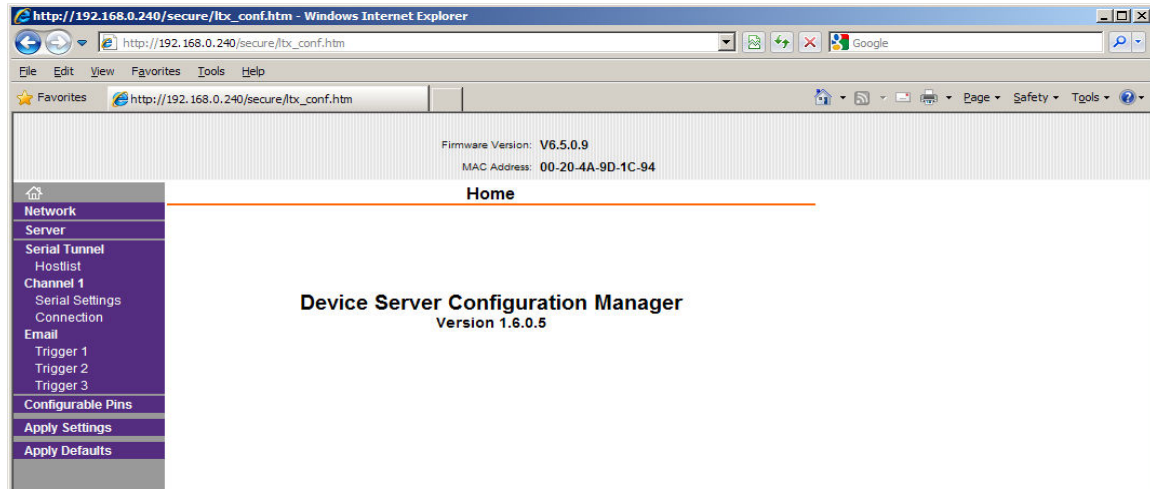 http://192.168.0.240/secure/ltx_conf.htm - Windows Internet Explorer
http://192.168.0.240/secure/ltx_conf.htm
Google
File Edit View Favorites Tools Help
Favorites http://192.168.0.240/secure/ltx_conf.htm Page Safety Tools
Firmware Version: V6.5.0.9
MAC Address: 00-20-4A-9D-1C-94
Home
Network
Server
Serial Tunnel
Hostlist
Channel 1
Serial Settings
Connection
Email
Trigger 1
Trigger 2
Trigger 3
Configurable Pins
Apply Settings
Apply Defaults
Device Server Configuration Manager
Version 1.6.0.5